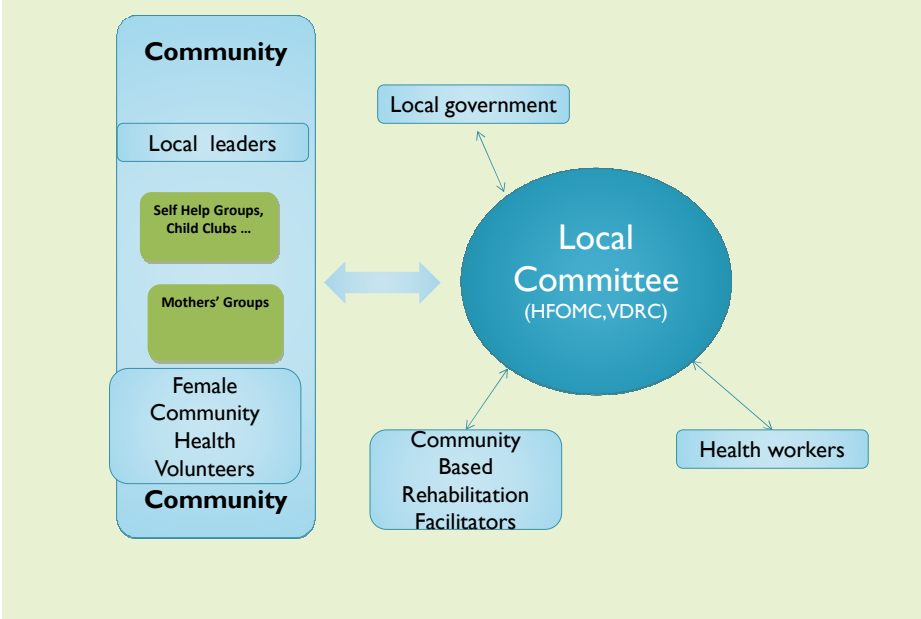 Community
Local leaders
Self Help Groups,
Child Clubs ...
Mothers' Groups
Female
Community
Health
Volunteers
Community
Local government
Local
Committee
(HFOMC,VDRC)
Community
Based
Rehabilitation
Facilitators
Health workers